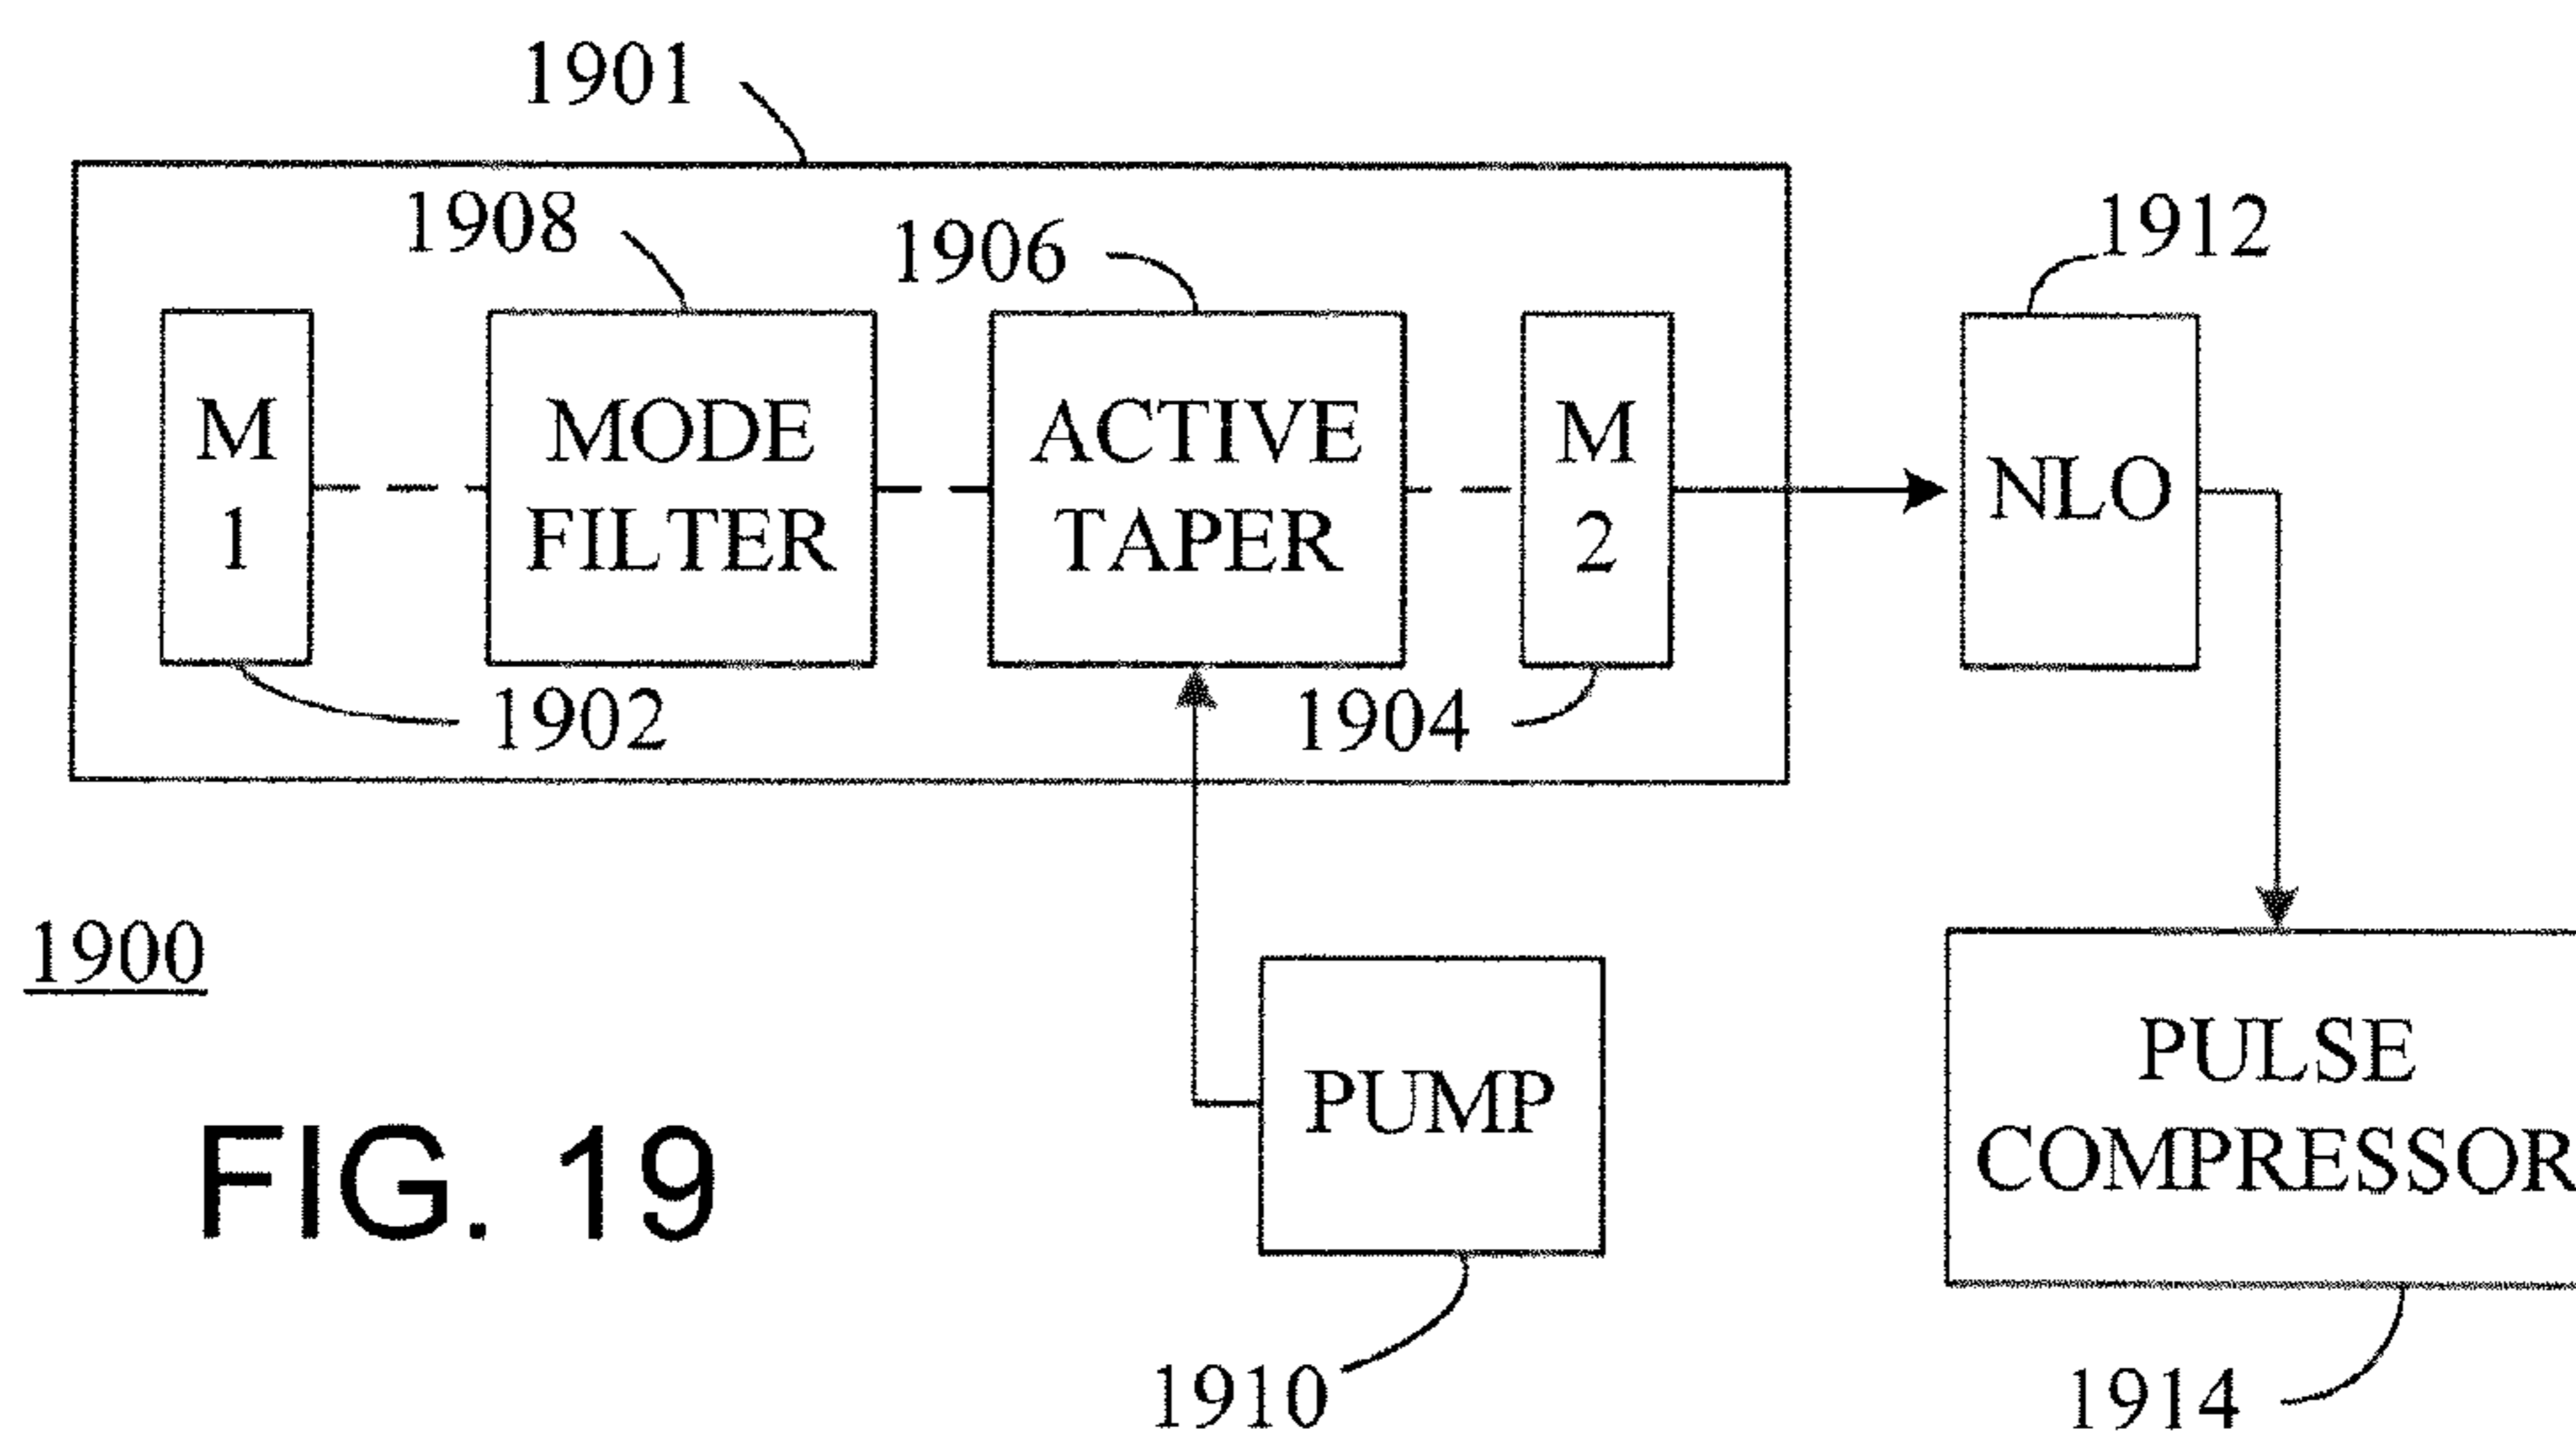 1901
1908
1906
1912
M
1
MODE
FILTER
ACTIVE
TAPER
M
2
NLO
1902
1904
1900
PUMP
PULSE
COMPRESSOR
FIG. 19
1910
1914